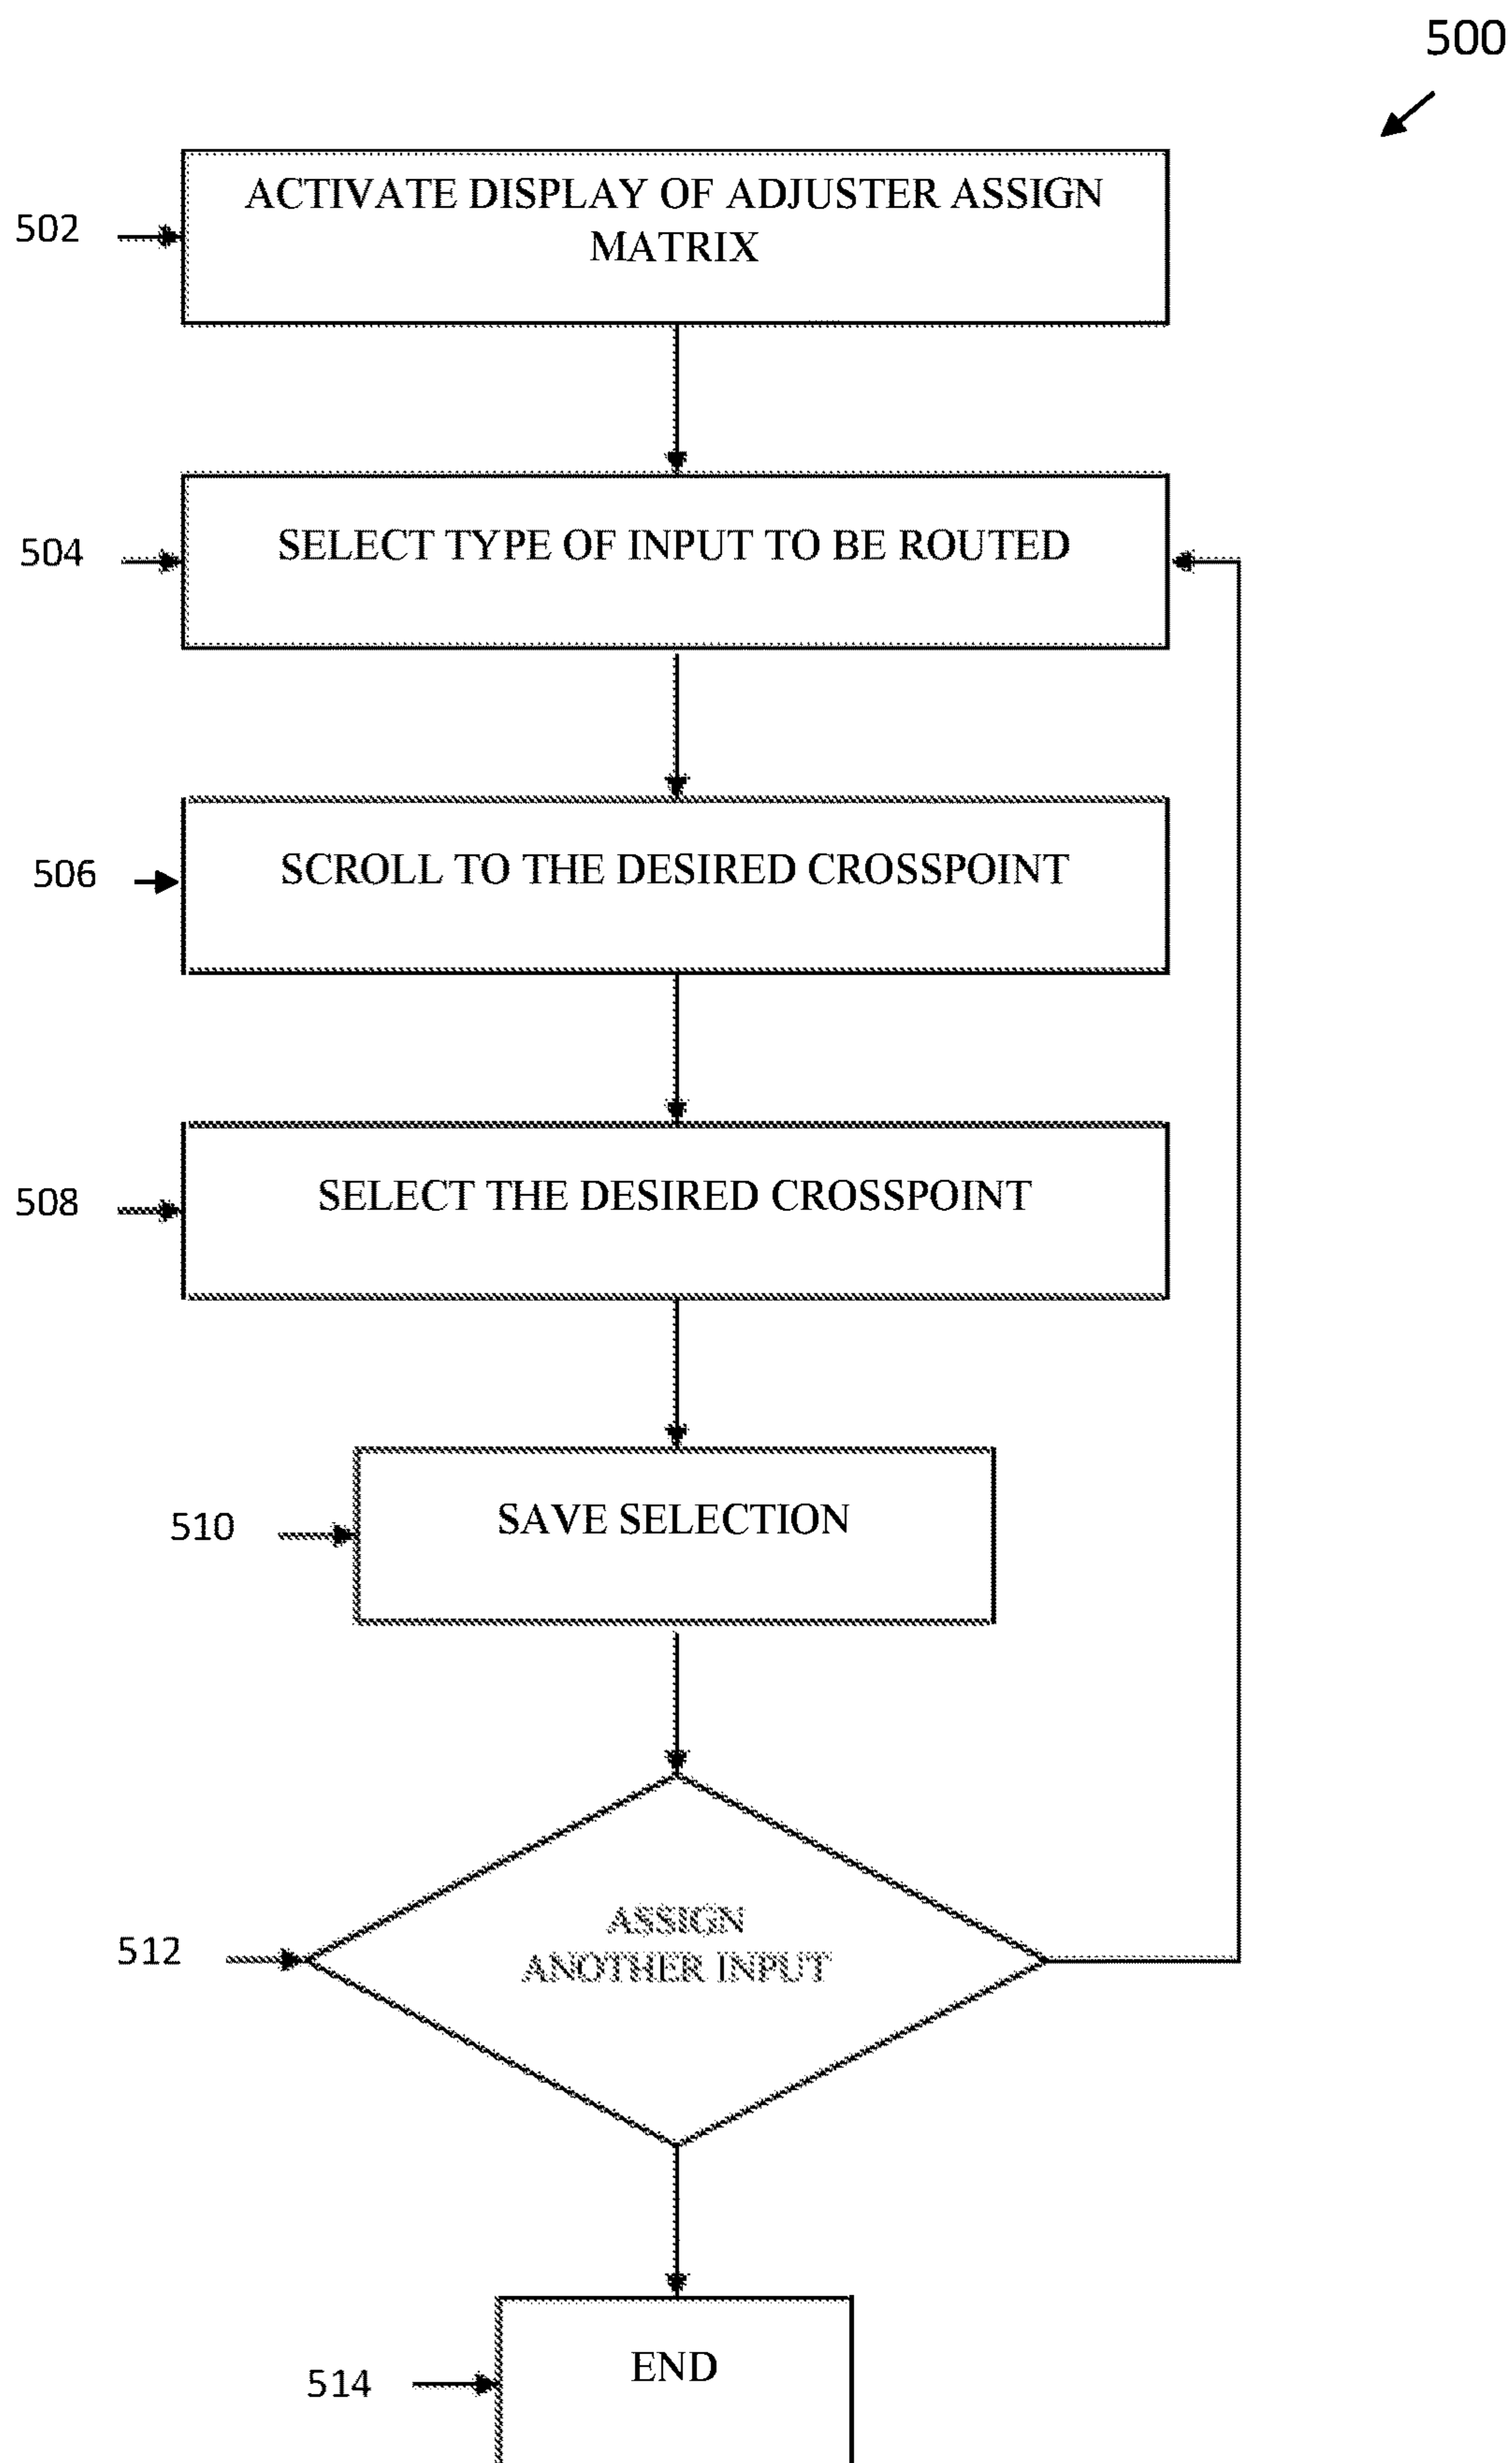 500
502
ACTIVATE DISPLAY OF ADJUSTER ASSIGN
MATRIX
504
SELECT TYPE OF INPUT TO BE ROUTED
506
SCROLL TO THE DESIRED CROSSPOINT
508
SELECT THE DESIRED CROSSPOINT
510
SAVE SELECTION
512
ASSIGN
ANOTHER INPUT
514
END